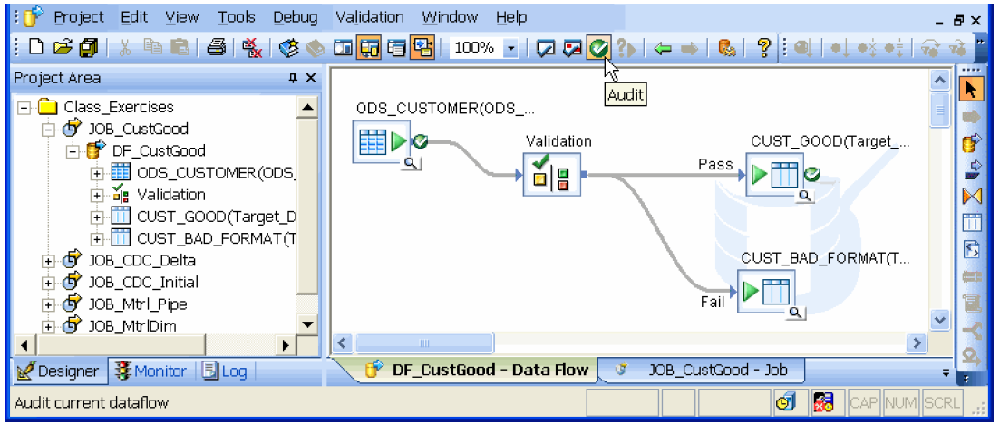 Project Edit View Tools Debug Validation Window Help
100%
Audit
Project Area
Class_Exercises
JOB_CustGood
DF_CustGood
ODS_CUSTOMER(ODS_
Validation
CUST_GOOD(Target_D
CUST_BAD_FORMAT(T
JOB_CDC_Delta
JOB_CDC_Initial
JOB_Mtrl_Pipe
JOB_MtrlDim
ODS_CUSTOMER(ODS_...
Validation
CUST_GOOD(Target_...
Pass
CUST_BAD_FORMAT(T...
Fail
Designer Monitor Log
DF_CustGood - Data Flow JOB_CustGood - Job
Audit current dataflow
CAP NUM SCRL